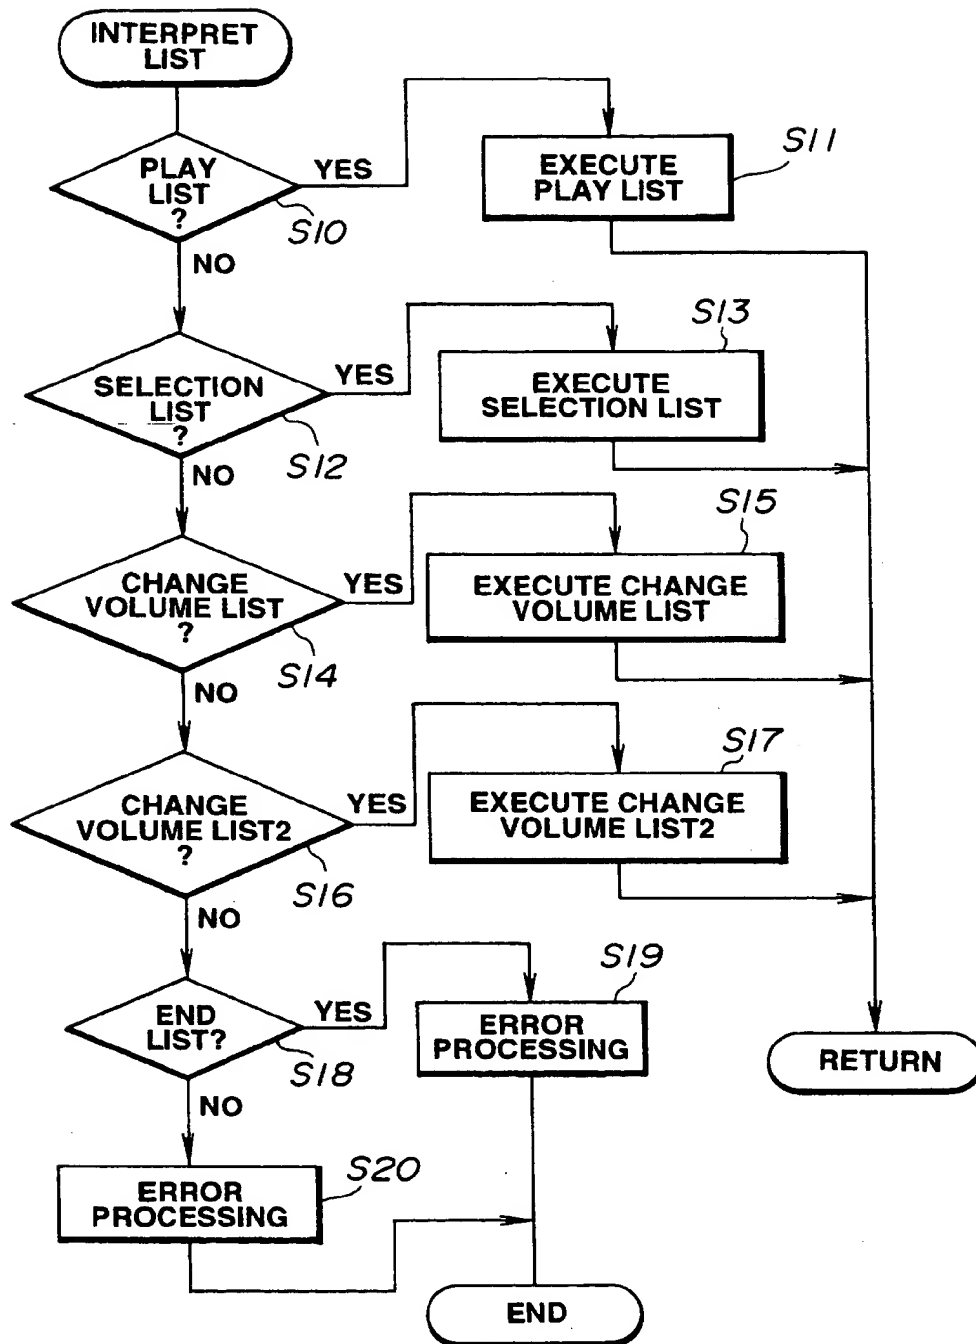 INTERPRET
LIST
PLAY
LIST
?
YES
S10
NO
EXECUTE
PLAY LIST
S11
SELECTION
LIST
?
YES
S12
NO
EXECUTE
SELECTION LIST
S13
CHANGE
VOLUME LIST
?
YES
S14
NO
EXECUTE CHANGE
VOLUME LIST
S15
CHANGE
VOLUME LIST2
?
YES
S16
NO
EXECUTE CHANGE
VOLUME LIST2
S17
END
LIST?
YES
S18
NO
ERROR
PROCESSING
S19
RETURN
ERROR
PROCESSING
S20
END